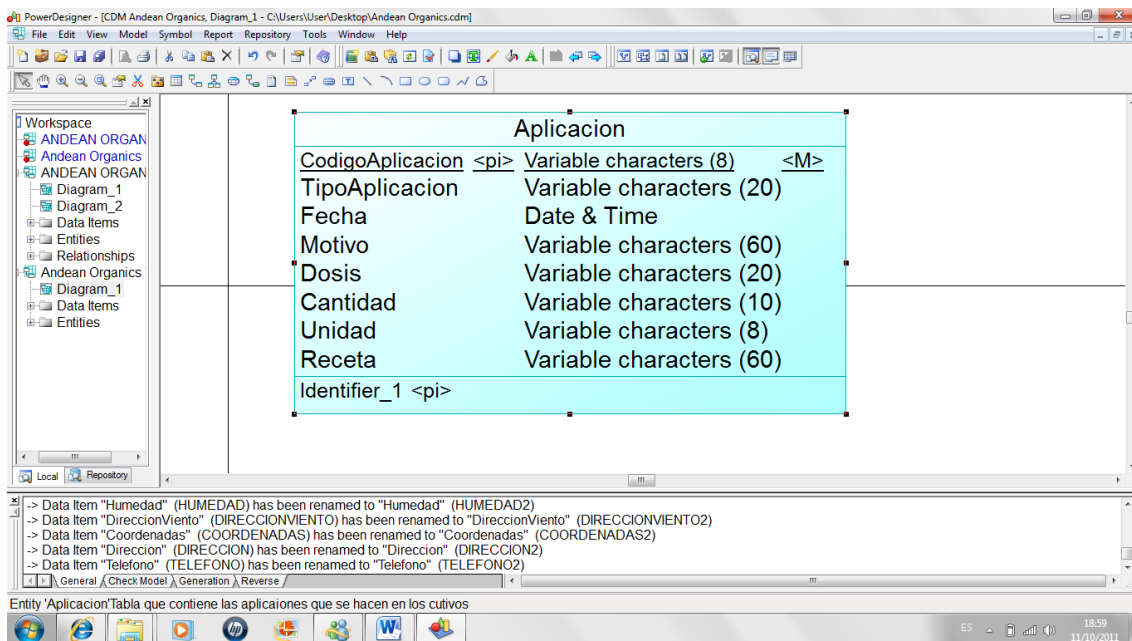 PowerDesigner - [CDM Andean Organics, Diagram_1 - C:\Users\User\Desktop\Andean Organics.cdm]
File Edit View Model Symbol Report Repository Tools Window Help
Workspace
ANDEAN ORGAN
Andean Organics
ANDEAN ORGAN
Diagram_1
Diagram_2
Data Items
Entities
Relationships
Andean Organics
Diagram_1
Data Items
Entities
Local Repository
Aplicacion
CodigoAplicacion <pi> Variable characters (8) <M>
TipoAplicacion Variable characters (20)
Fecha Date & Time
Motivo Variable characters (60)
Dosis Variable characters (20)
Cantidad Variable characters (10)
Unidad Variable characters (8)
Receta Variable characters (60)
Identifier_1 <pi>
-> Data Item "Humedad" (HUMEDAD) has been renamed to "Humedad" (HUMEDAD2)
-> Data Item "DireccionViento" (DIRECCIONVIENTO) has been renamed to "DireccionViento" (DIRECCIONVIENTO2)
-> Data Item "Coordenadas" (COORDENADAS) has been renamed to "Coordenadas" (COORDENADAS2)
-> Data Item "Direccion" (DIRECCION) has been renamed to "Direccion" (DIRECCION2)
-> Data Item "Telefono" (TELEFONO) has been renamed to "Telefono" (TELEFONO2)
General Check Model Generation Reverse
Entity 'Aplicacion'Tabla que contiene las aplicaiones que se hacen en los cutivos
hp
W
ES
18:59
11/10/2011